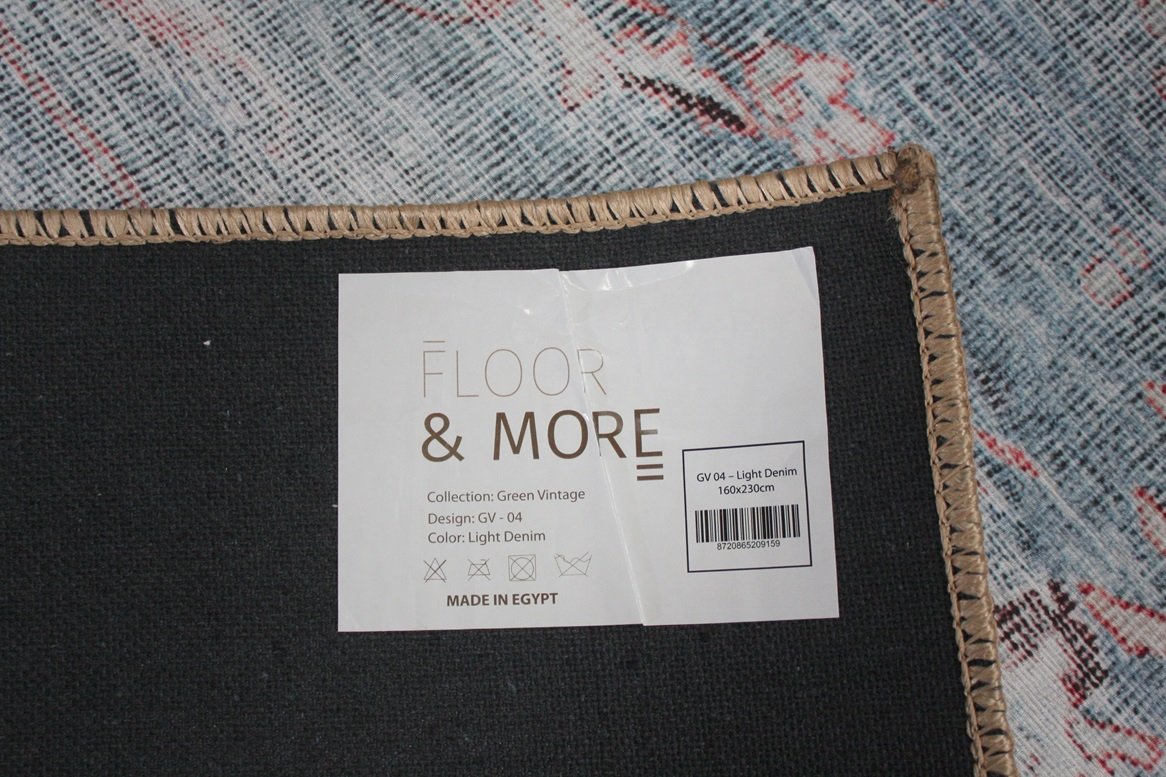 FLOOR
& MORE
Collection: Green Vintage
Design: GV - 04
Color: Light Denim
MADE IN EGYPT
GV 04 – Light Denim
160x230cm
8720865209159